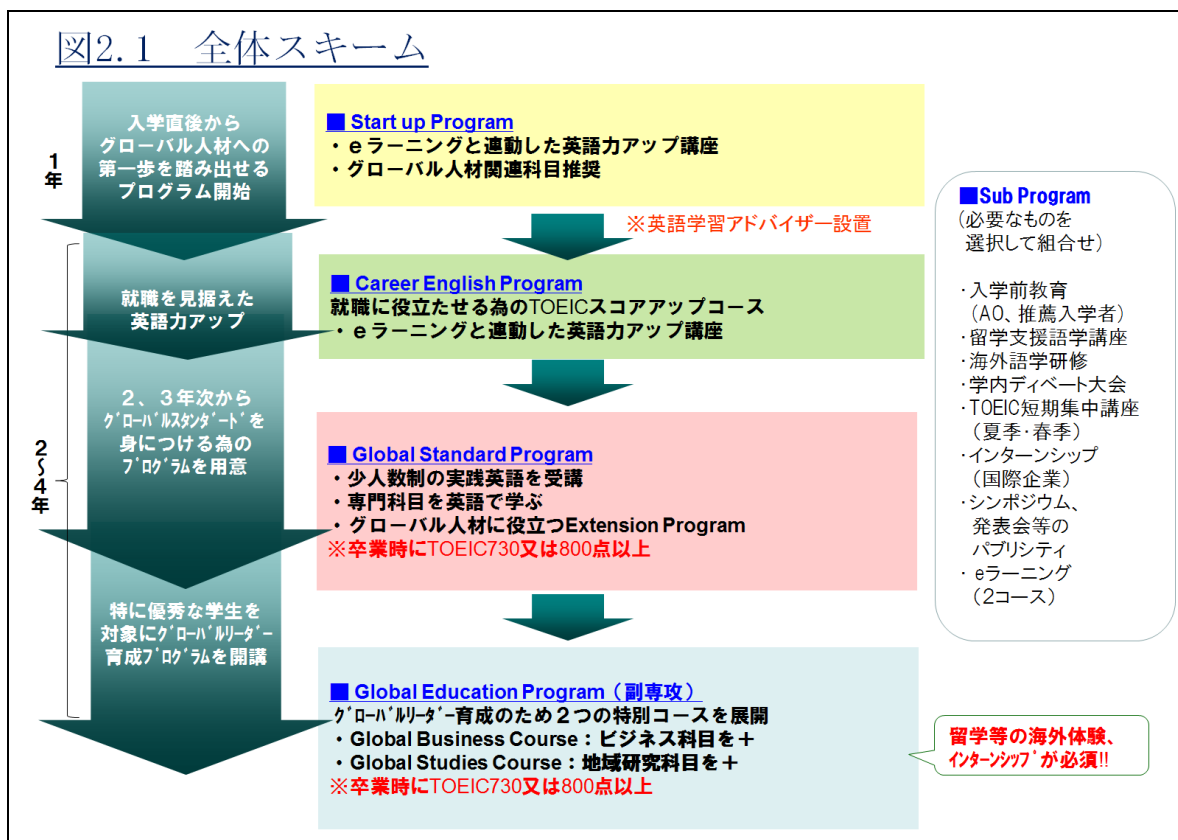 図2.1 全体スキーム
1年
入学直後から
グローバル人材への
第一歩を踏み出せる
プログラム開始
■ Start up Program
・eラーニングと連動した英語力アップ講座
・グローバル人材関連科目推奨
※英語学習アドバイザー設置
2～4年
就職を見据えた
英語力アップ
■ Career English Program
就職に役立たせる為のTOEICスコアアップコース
・eラーニングと連動した英語力アップ講座
２、３年次から
ｸﾞﾛｰﾊﾞﾙｽﾀﾝﾀﾞｰﾄﾞを
身につける為の
ﾌﾟﾛｸﾞﾗﾑを用意
■ Global Standard Program
・少人数制の実践英語を受講
・専門科目を英語で学ぶ
・グローバル人材に役立つExtension Program
※卒業時にTOEIC730又は800点以上
特に優秀な学生を
対象にｸﾞﾛｰﾊﾞﾙﾘｰﾀﾞｰ
育成ﾌﾟﾛｸﾞﾗﾑを開講
■ Global Education Program（副専攻）
ｸﾞﾛｰﾊﾞﾙﾘｰﾀﾞｰ育成のため２つの特別コースを展開
・Global Business Course：ビジネス科目を＋
・Global Studies Course：地域研究科目を＋
※卒業時にTOEIC730又は800点以上
■Sub Program
(必要なものを
選択して組合せ）
・入学前教育
（AO、推薦入学者）
・留学支援語学講座
・海外語学研修
・学内ディベート大会
・TOEIC短期集中講座
（夏季・春季）
・インターンシップ
（国際企業）
・シンポジウム、
発表会等の
パブリシティ
・eラーニング
（2コース）
留学等の海外体験、
ｲﾝﾀｰﾝｼｯﾌﾟが必須!!